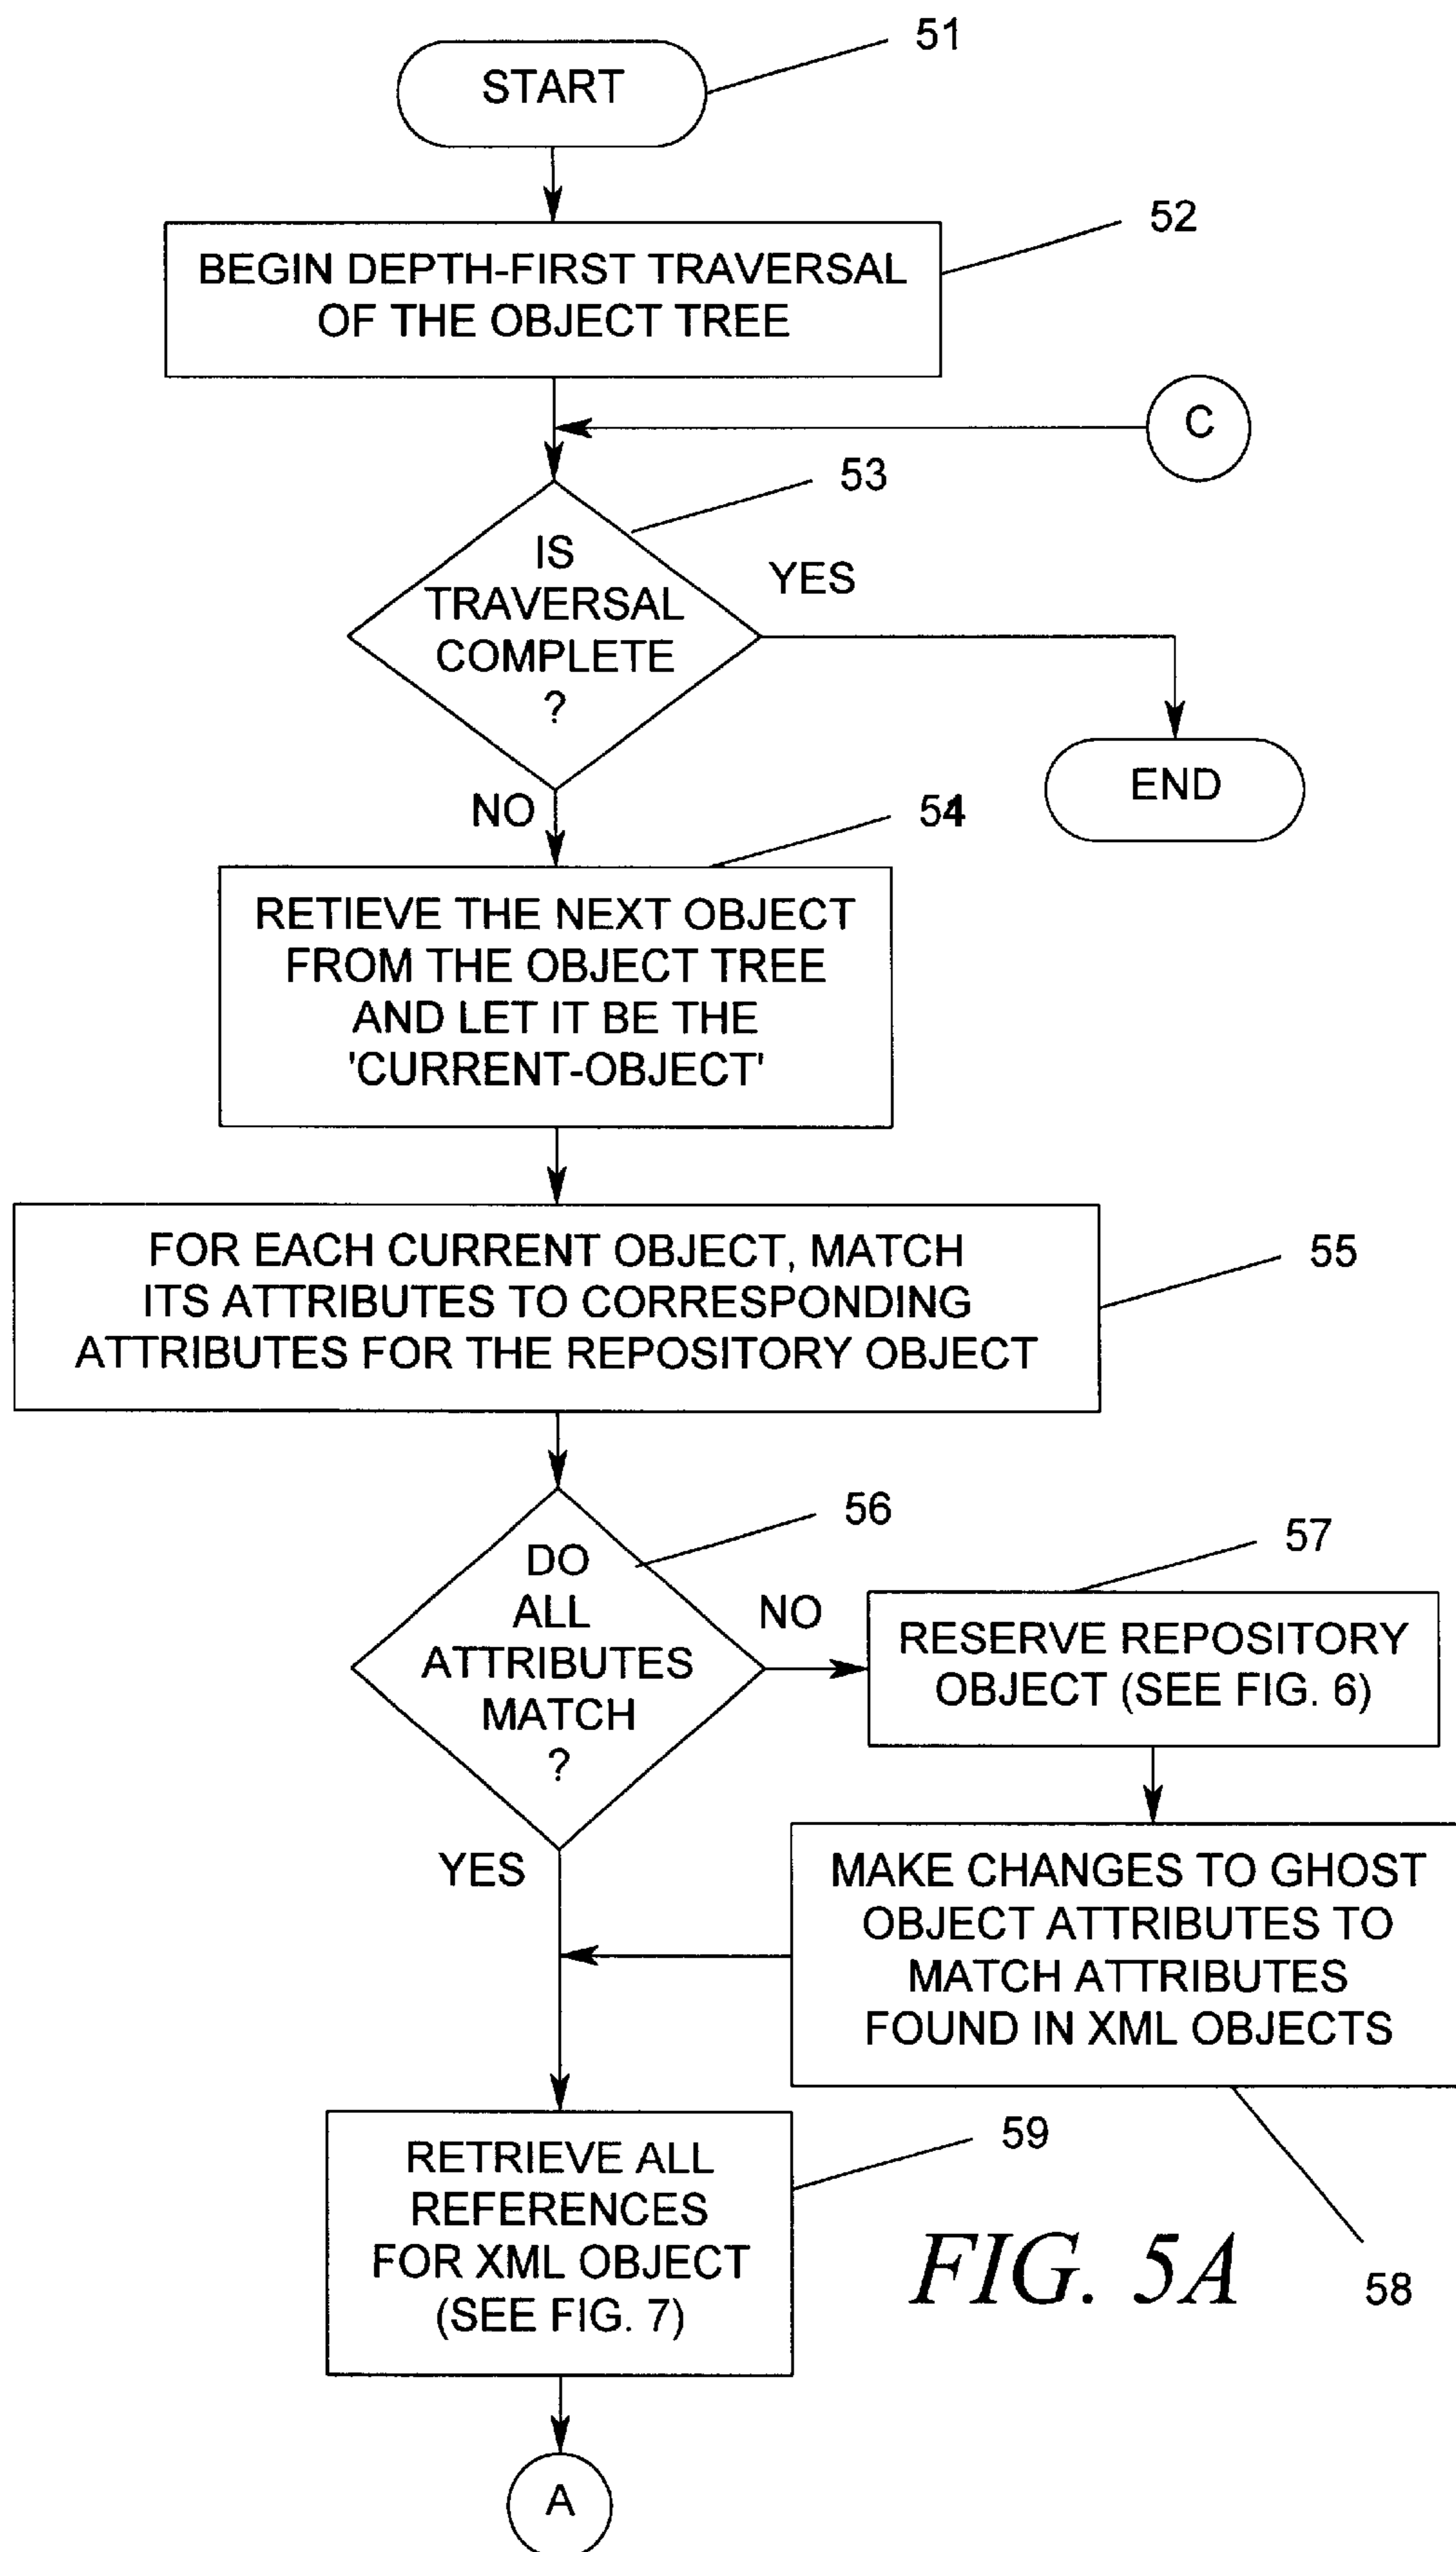 51
START
52
BEGIN DEPTH-FIRST TRAVERSAL
OF THE OBJECT TREE
C
53
IS
TRAVERSAL
COMPLETE
?
YES
NO
END
54
RETIEVE THE NEXT OBJECT
FROM THE OBJECT TREE
AND LET IT BE THE
'CURRENT-OBJECT'
55
FOR EACH CURRENT OBJECT, MATCH
ITS ATTRIBUTES TO CORRESPONDING
ATTRIBUTES FOR THE REPOSITORY OBJECT
56
DO
ALL
ATTRIBUTES
MATCH
?
NO
57
RESERVE REPOSITORY
OBJECT (SEE FIG. 6)
YES
MAKE CHANGES TO GHOST
OBJECT ATTRIBUTES TO
MATCH ATTRIBUTES
FOUND IN XML OBJECTS
58
59
RETRIEVE ALL
REFERENCES
FOR XML OBJECT
(SEE FIG. 7)
FIG. 5A
A